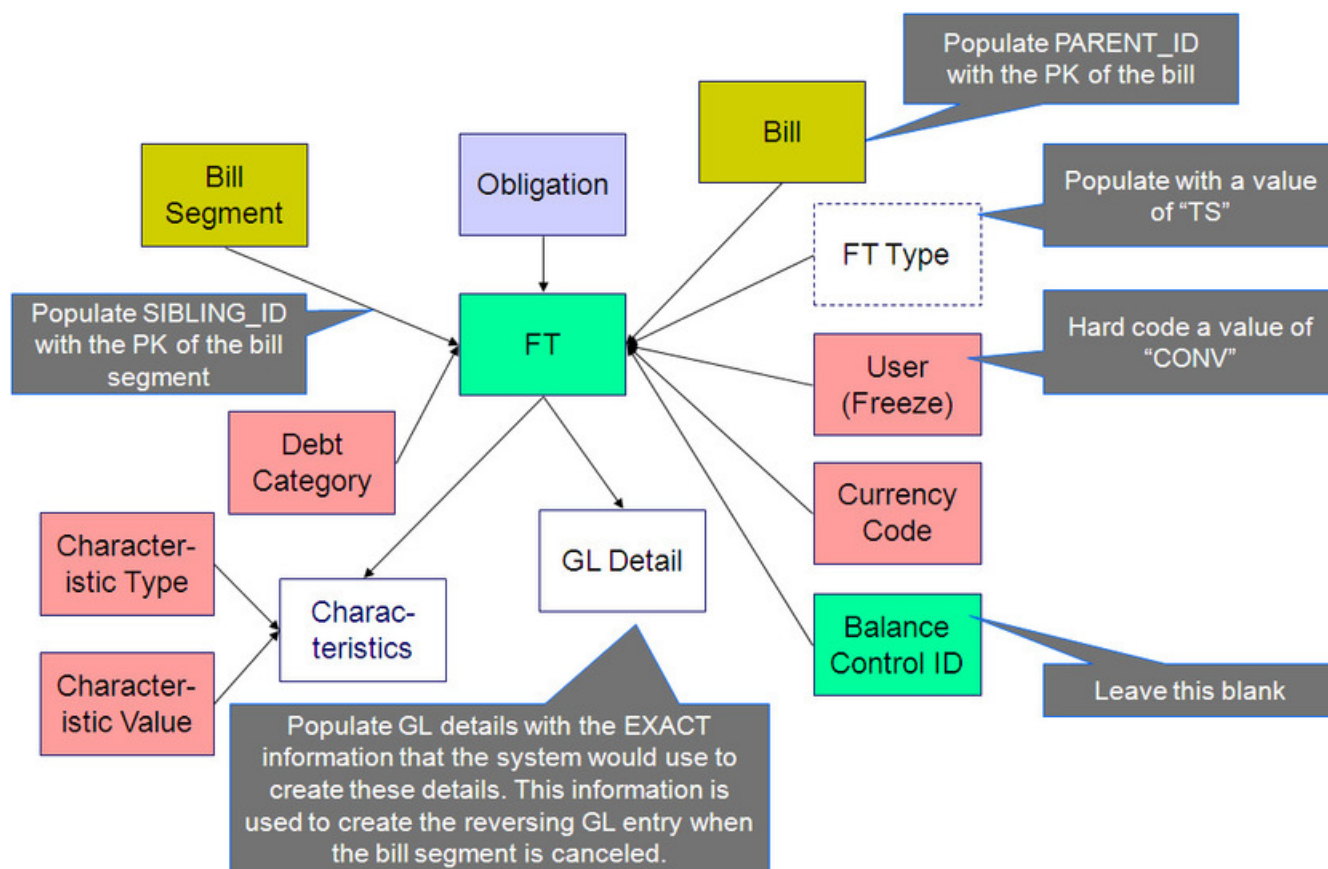 Populate PARENT_ID
with the PK of the bill
Bill
Bill
Segment
Obligation
Populate with a value
of “TS”
FT Type
Populate SIBLING_ID
with the PK of the bill
segment
FT
Hard code a value of
“CONV”
User
(Freeze)
Debt
Category
Currency
Code
Character-
istic Type
GL Detail
Charac-
teristics
Balance
Control ID
Character-
istic Value
Leave this blank
Populate GL details with the EXACT
information that the system would use to
create these details. This information is
used to create the reversing GL entry when
the bill segment is canceled.